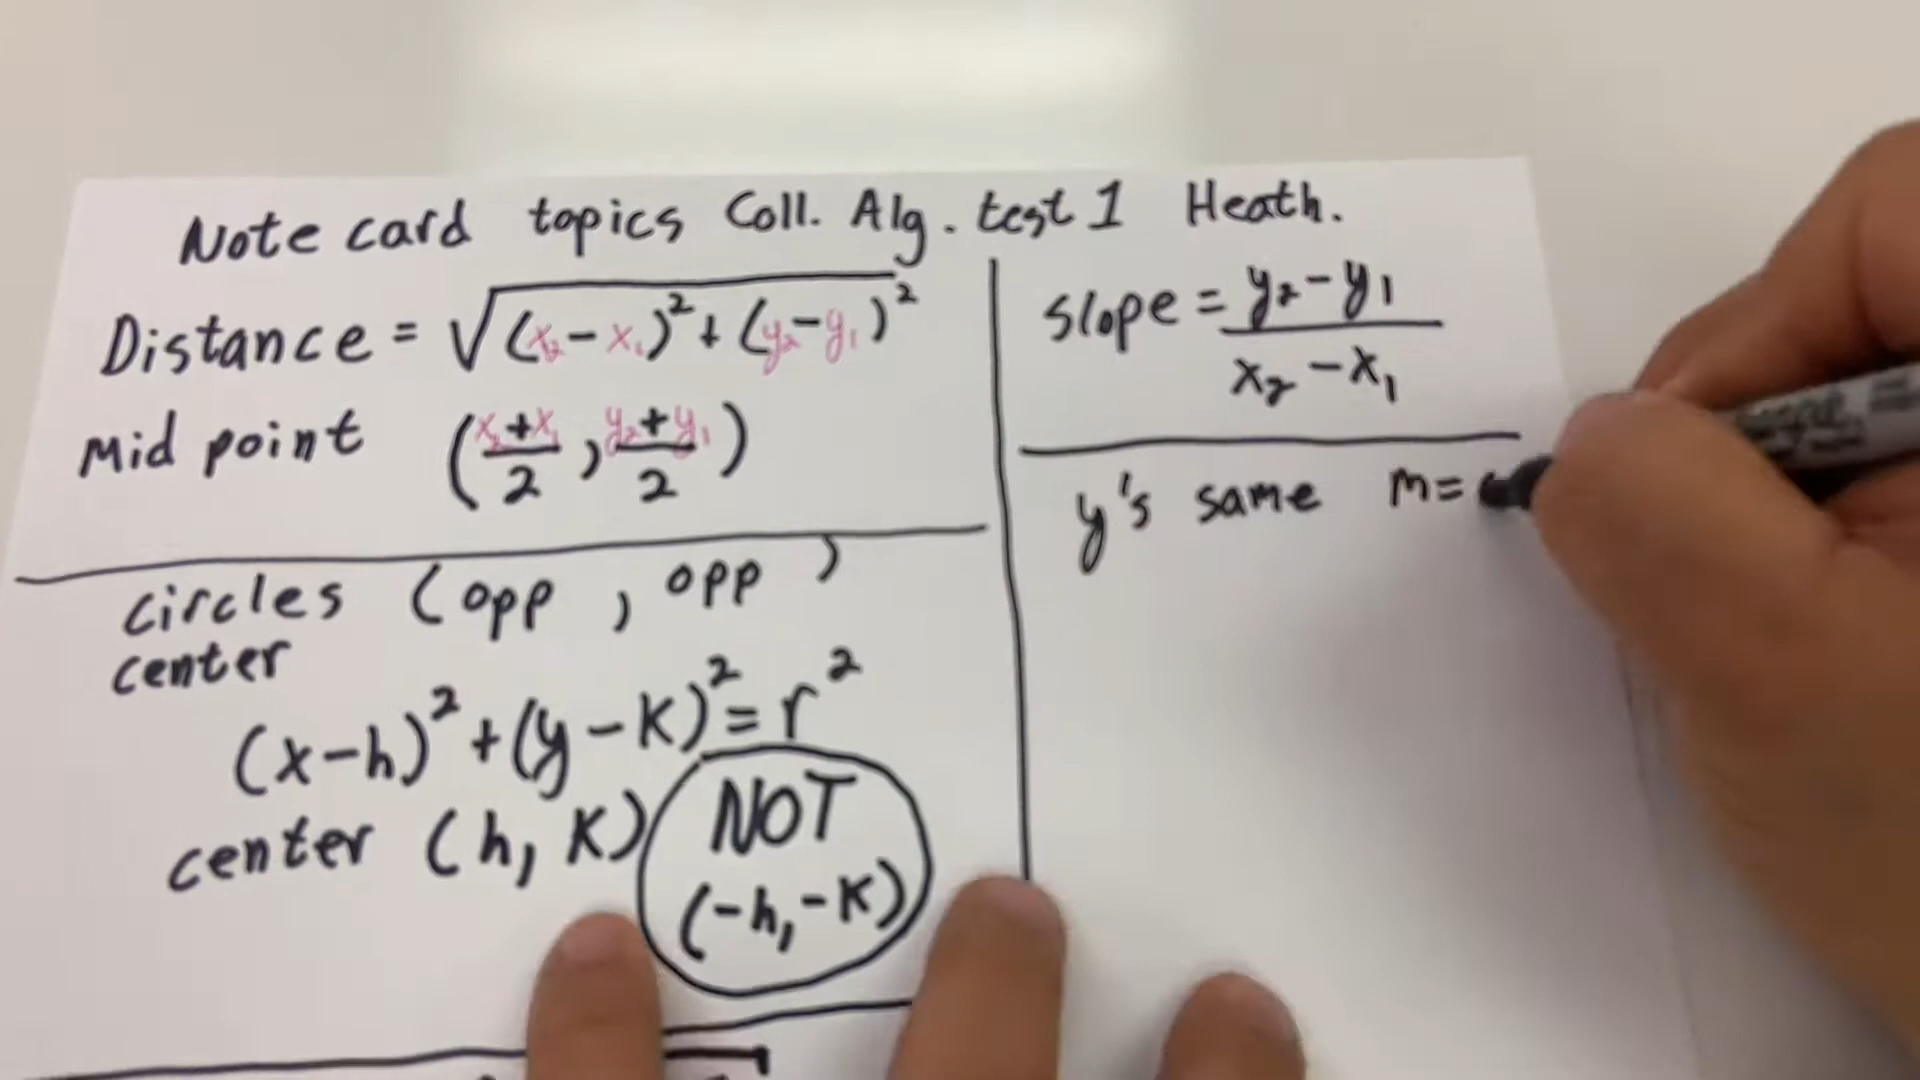 Note card topics Coll. Alg. test 1 Heath.
Distance = √(x₂ - x₁)² + (y₂ - y₁)²
Mid point (x₂ + x₁ / 2, y₂ + y₁ / 2)
circles (opp, opp)
center
(x - h)² + (y - K)² = r²
center (h, K)
NOT
(-h, -K)
slope = y₂ - y₁ / x₂ - x₁
y's same m=